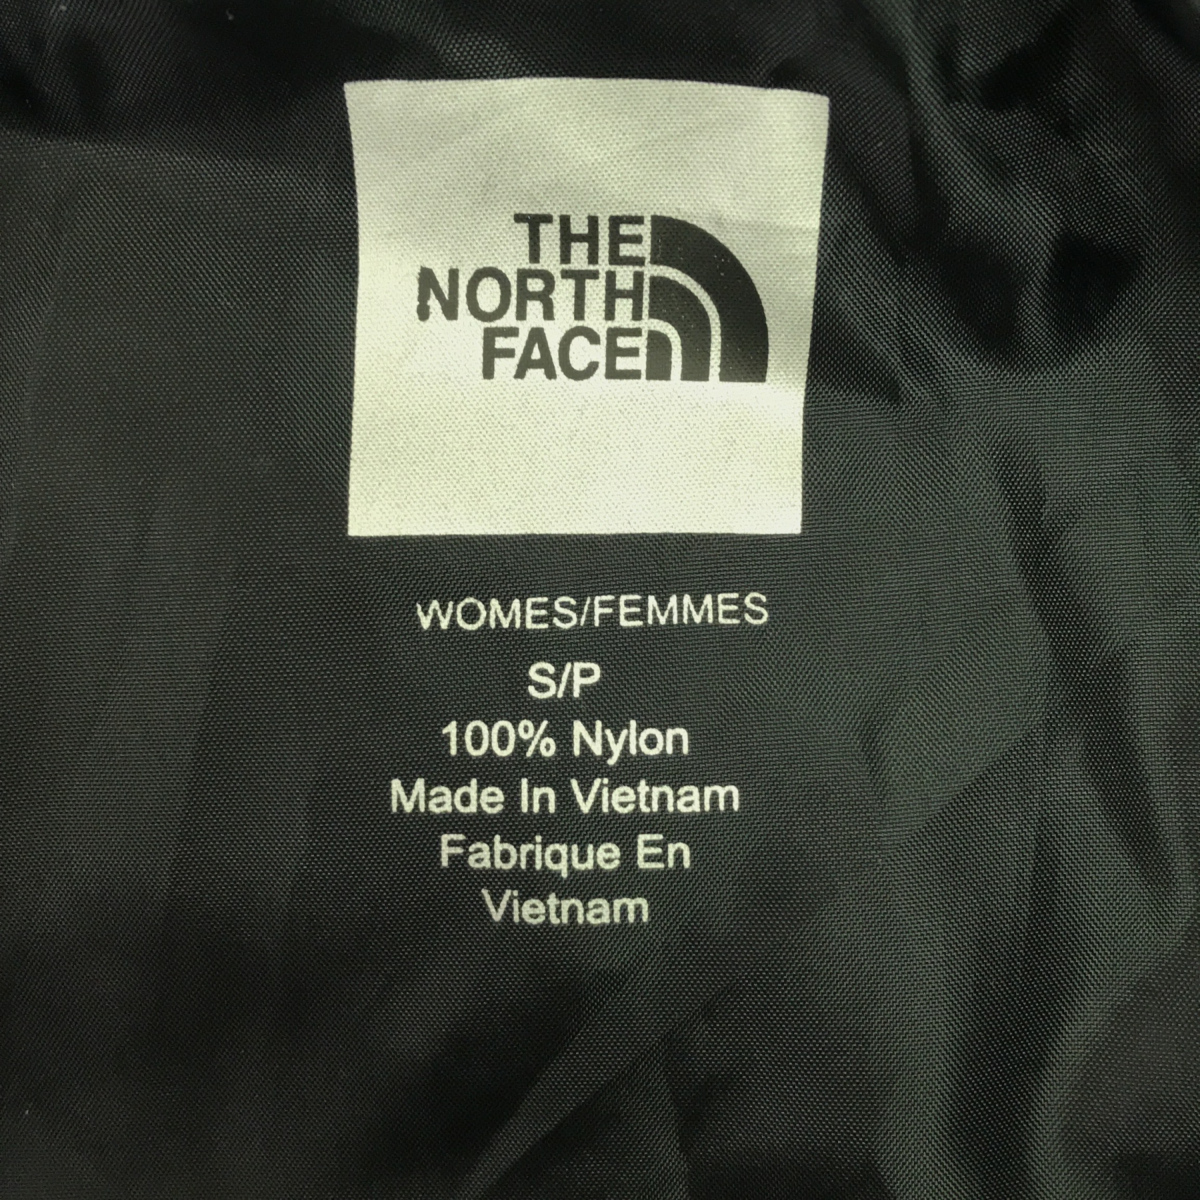 THE
NORTH
FACE
WOMES/FEMMES
S/P
100% Nylon
Made In Vietnam
Fabrique En
Vietnam